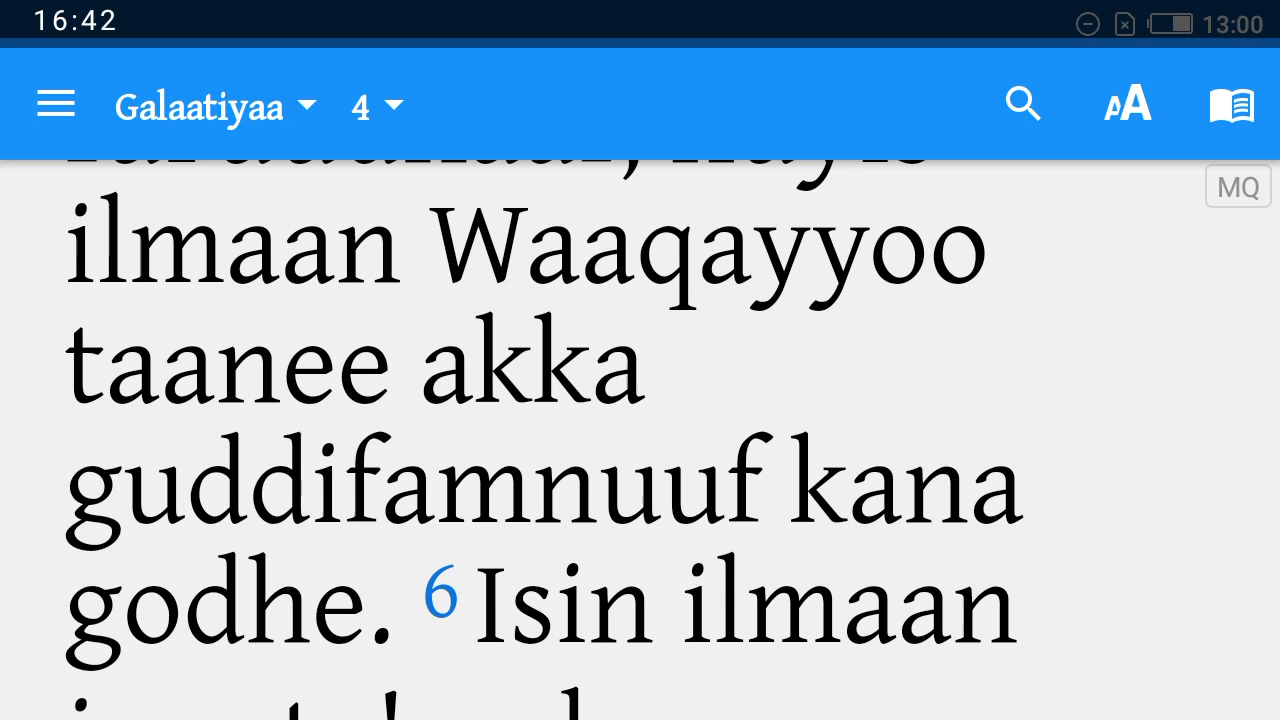 16:42
13:00
Galaatiyaa 4
MQ
ilmaan Waaqayyoo
taanee akka
guddifamnuuf kana
godhe. 6 Isin ilmaan